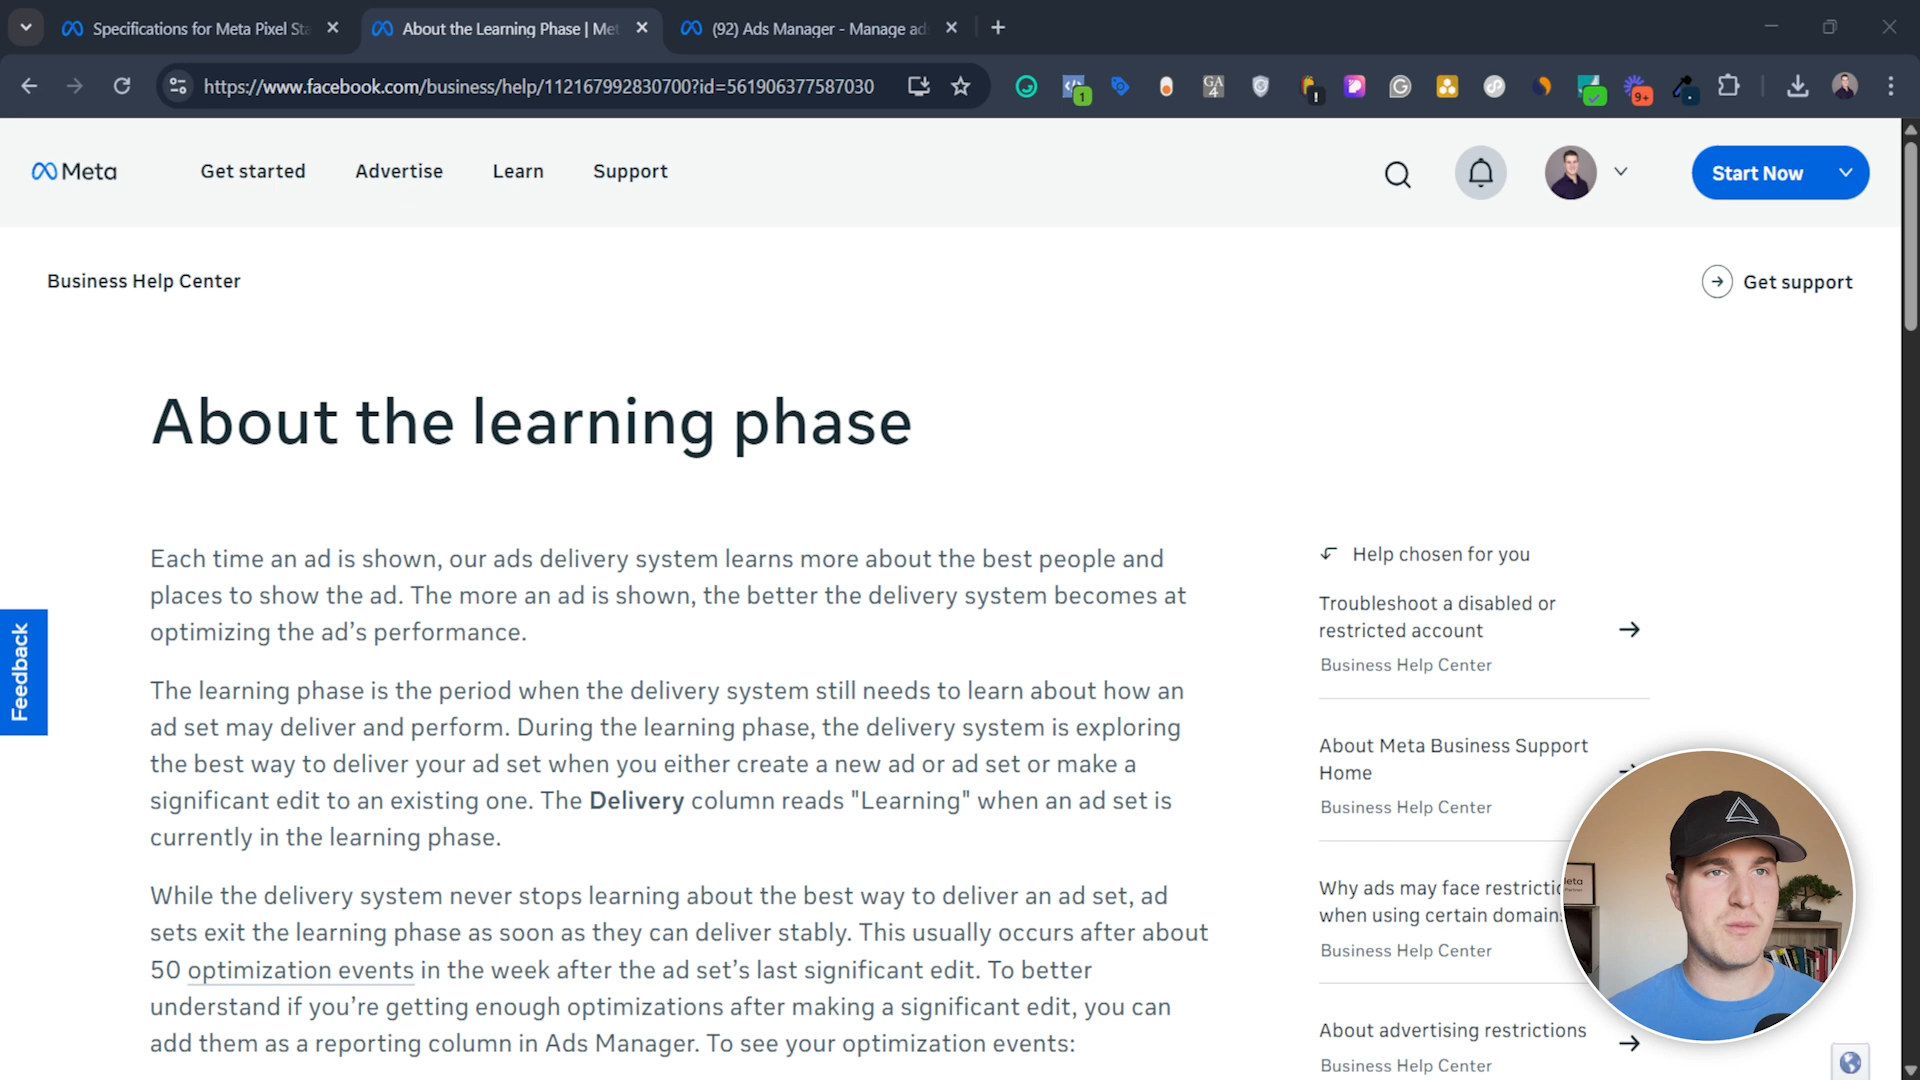 Specifications for Meta Pixel Sta
About the Learning Phase | Met
(92) Ads Manager - Manage ad
https://www.facebook.com/business/help/112167992830700?id=561906377587030
1
GA
4
!
9+
Meta
Get started
Advertise
Learn
Support
Start Now
Business Help Center
Get support
About the learning phase
Each time an ad is shown, our ads delivery system learns more about the best people and
places to show the ad. The more an ad is shown, the better the delivery system becomes at
optimizing the ad’s performance.
The learning phase is the period when the delivery system still needs to learn about how an
ad set may deliver and perform. During the learning phase, the delivery system is exploring
the best way to deliver your ad set when you either create a new ad or ad set or make a
significant edit to an existing one. The Delivery column reads "Learning" when an ad set is
currently in the learning phase.
While the delivery system never stops learning about the best way to deliver an ad set, ad
sets exit the learning phase as soon as they can deliver stably. This usually occurs after about
50 optimization events in the week after the ad set’s last significant edit. To better
understand if you’re getting enough optimizations after making a significant edit, you can
add them as a reporting column in Ads Manager. To see your optimization events:
Help chosen for you
Troubleshoot a disabled or
restricted account
Business Help Center
About Meta Business Support
Home
Business Help Center
Why ads may face restrictio
when using certain domains
Business Help Center
About advertising restrictions
Business Help Center
Feedback